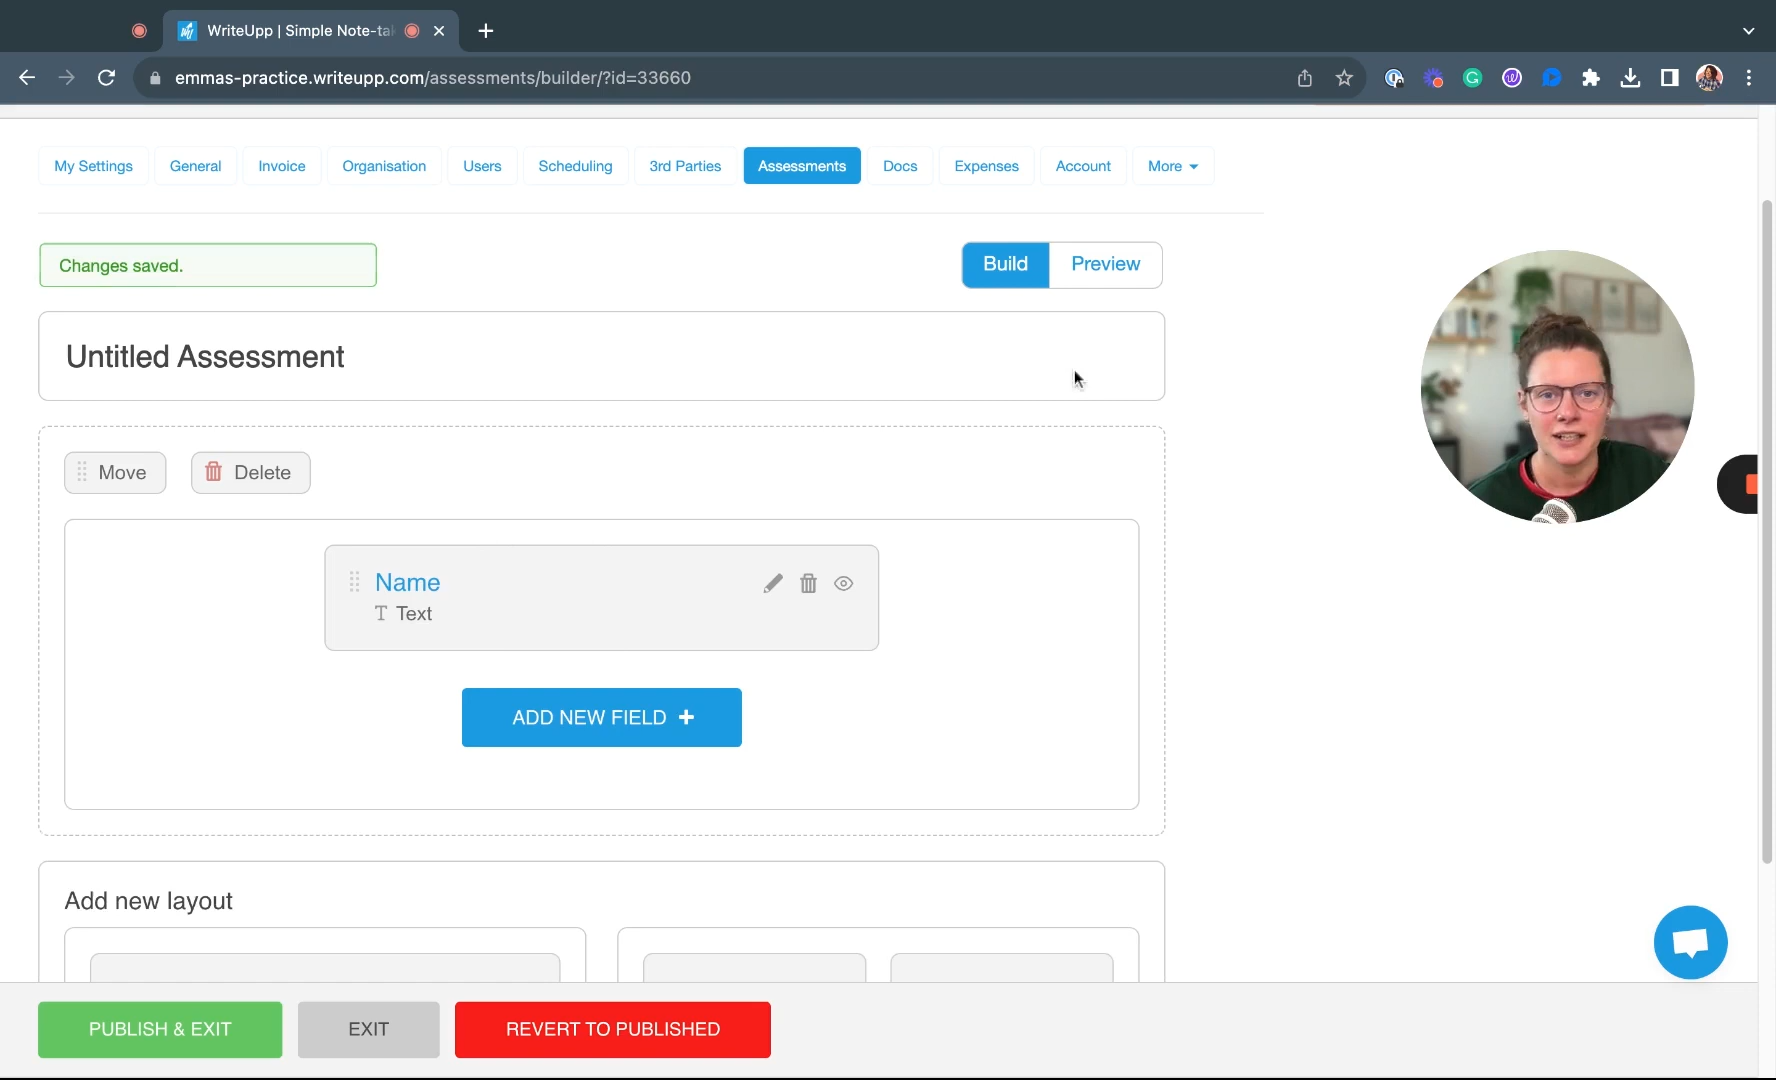 WriteUpp | Simple Note-ta
emmas-practice.writeupp.com/assessments/builder/?id=33660
My Settings General Invoice Organisation Users Scheduling 3rd Parties Assessments Docs Expenses Account More
Changes saved.
Build Preview
Untitled Assessment
Move Delete
Name
T Text
ADD NEW FIELD +
Add new layout
PUBLISH & EXIT EXIT REVERT TO PUBLISHED